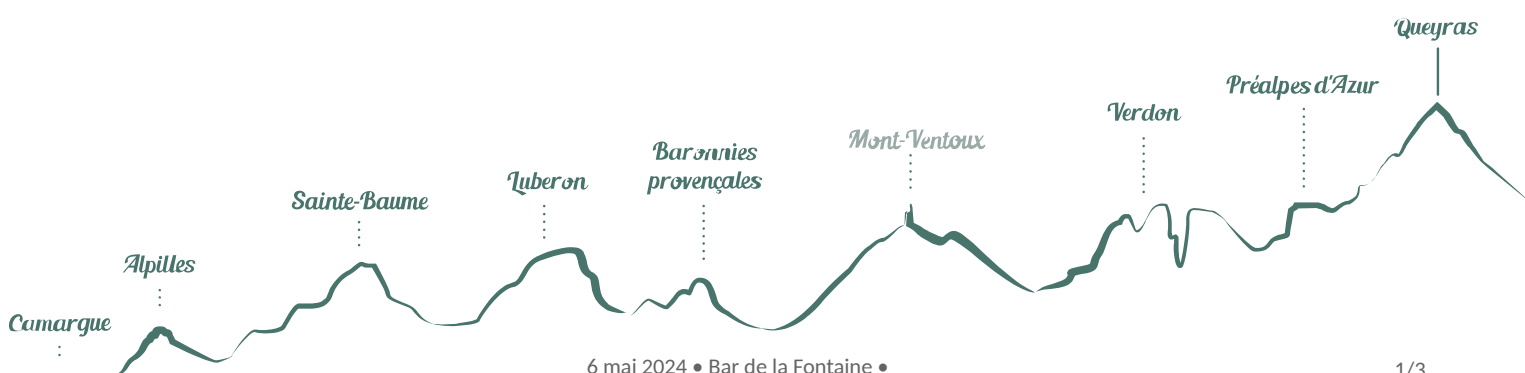 Queyras
Préalpes d'Azur
Verdon
Mont-Ventoux
Baronnies
provençales
Luberon
Sainte-Baume
Alpilles
Camargue
6 mai 2024 • Bar de la Fontaine •
1/3